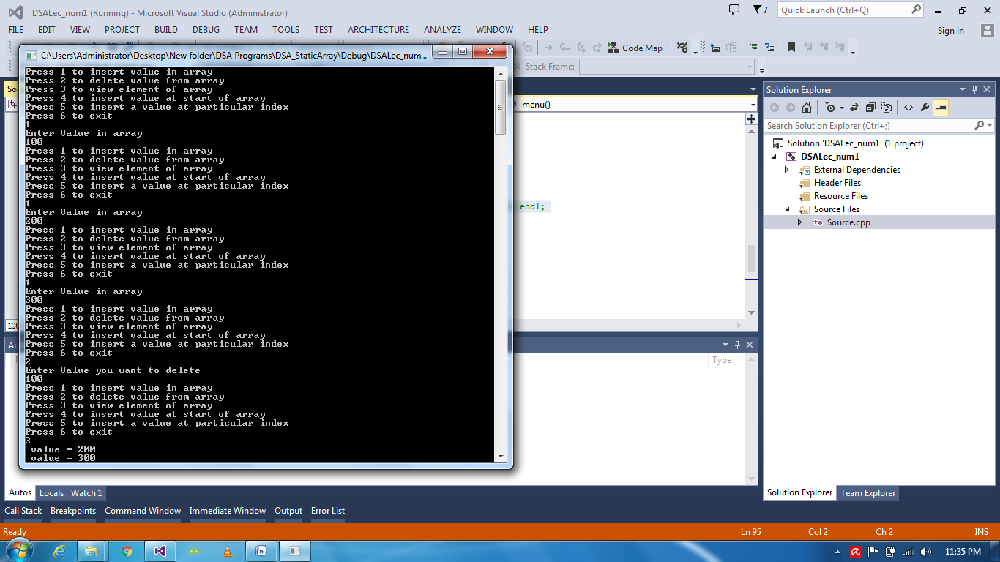 DSALec_num1 (Running) - Microsoft Visual Studio (Administrator)
7
Quick Launch (Ctrl+Q)
FILE EDIT VIEW PROJECT BUILD DEBUG TEAM TOOLS TEST ARCHITECTURE ANALYZE WINDOW HELP
Sign in
Code Map
Stack Frame:
C:\Users\Administrator\Desktop\New folder\DSA Programs\DSA_StaticArray\Debug\DSALec_num...
Press 1 to insert value in array
Press 2 to delete value from array
Press 3 to view element of array
Press 4 to insert value at start of array
Press 5 to insert a value at particular index
Press 6 to exit
1
Enter Value in array
100
Press 1 to insert value in array
Press 2 to delete value from array
Press 3 to view element of array
Press 4 to insert value at start of array
Press 5 to insert a value at particular index
Press 6 to exit
1
Enter Value in array
200
Press 1 to insert value in array
Press 2 to delete value from array
Press 3 to view element of array
Press 4 to insert value at start of array
Press 5 to insert a value at particular index
Press 6 to exit
1
Enter Value in array
300
Press 1 to insert value in array
Press 2 to delete value from array
Press 3 to view element of array
Press 4 to insert value at start of array
Press 5 to insert a value at particular index
Press 6 to exit
2
Enter Value you want to delete
100
Press 1 to insert value in array
Press 2 to delete value from array
Press 3 to view element of array
Press 4 to insert value at start of array
Press 5 to insert a value at particular index
Press 6 to exit
3
value = 200
value = 300
menu()
endl;
Type
Solution Explorer
Search Solution Explorer (Ctrl+;)
Solution 'DSALec_num1' (1 project)
DSALec_num1
External Dependencies
Header Files
Resource Files
Source Files
Source.cpp
Autos Locals Watch 1
Solution Explorer Team Explorer
Call Stack Breakpoints Command Window Immediate Window Output Error List
Ready
Ln 95 Col 2 Ch 2 INS
11:35 PM